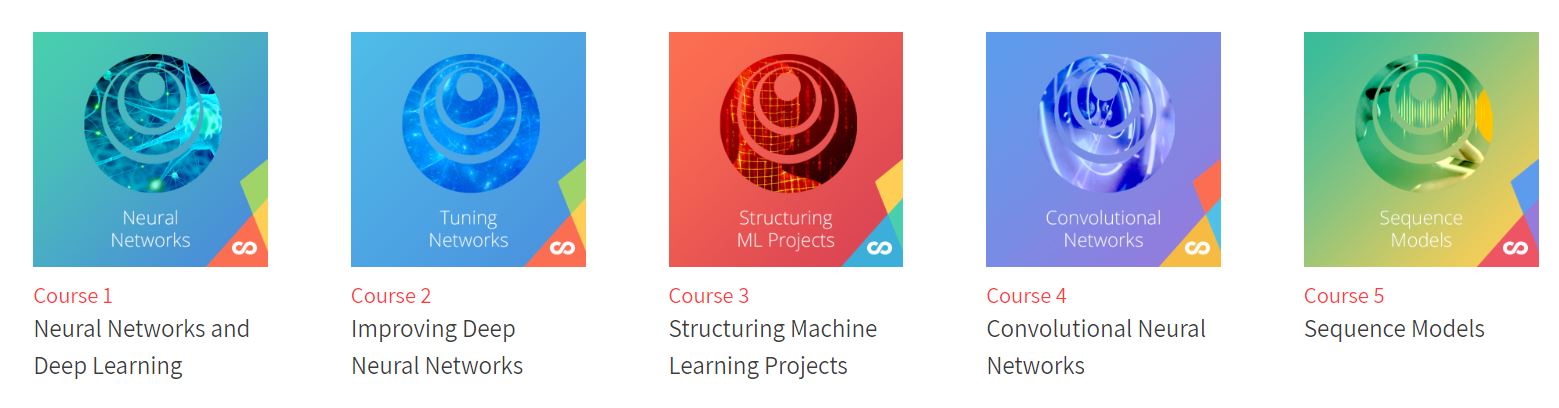 Neural
Networks
Tuning
Networks
Structuring
ML Projects
Convolutional
Networks
Sequence
Models
Course 1
Neural Networks and
Deep Learning
Course 2
Improving Deep
Neural Networks
Course 3
Structuring Machine
Learning Projects
Course 4
Convolutional Neural
Networks
Course 5
Sequence Models